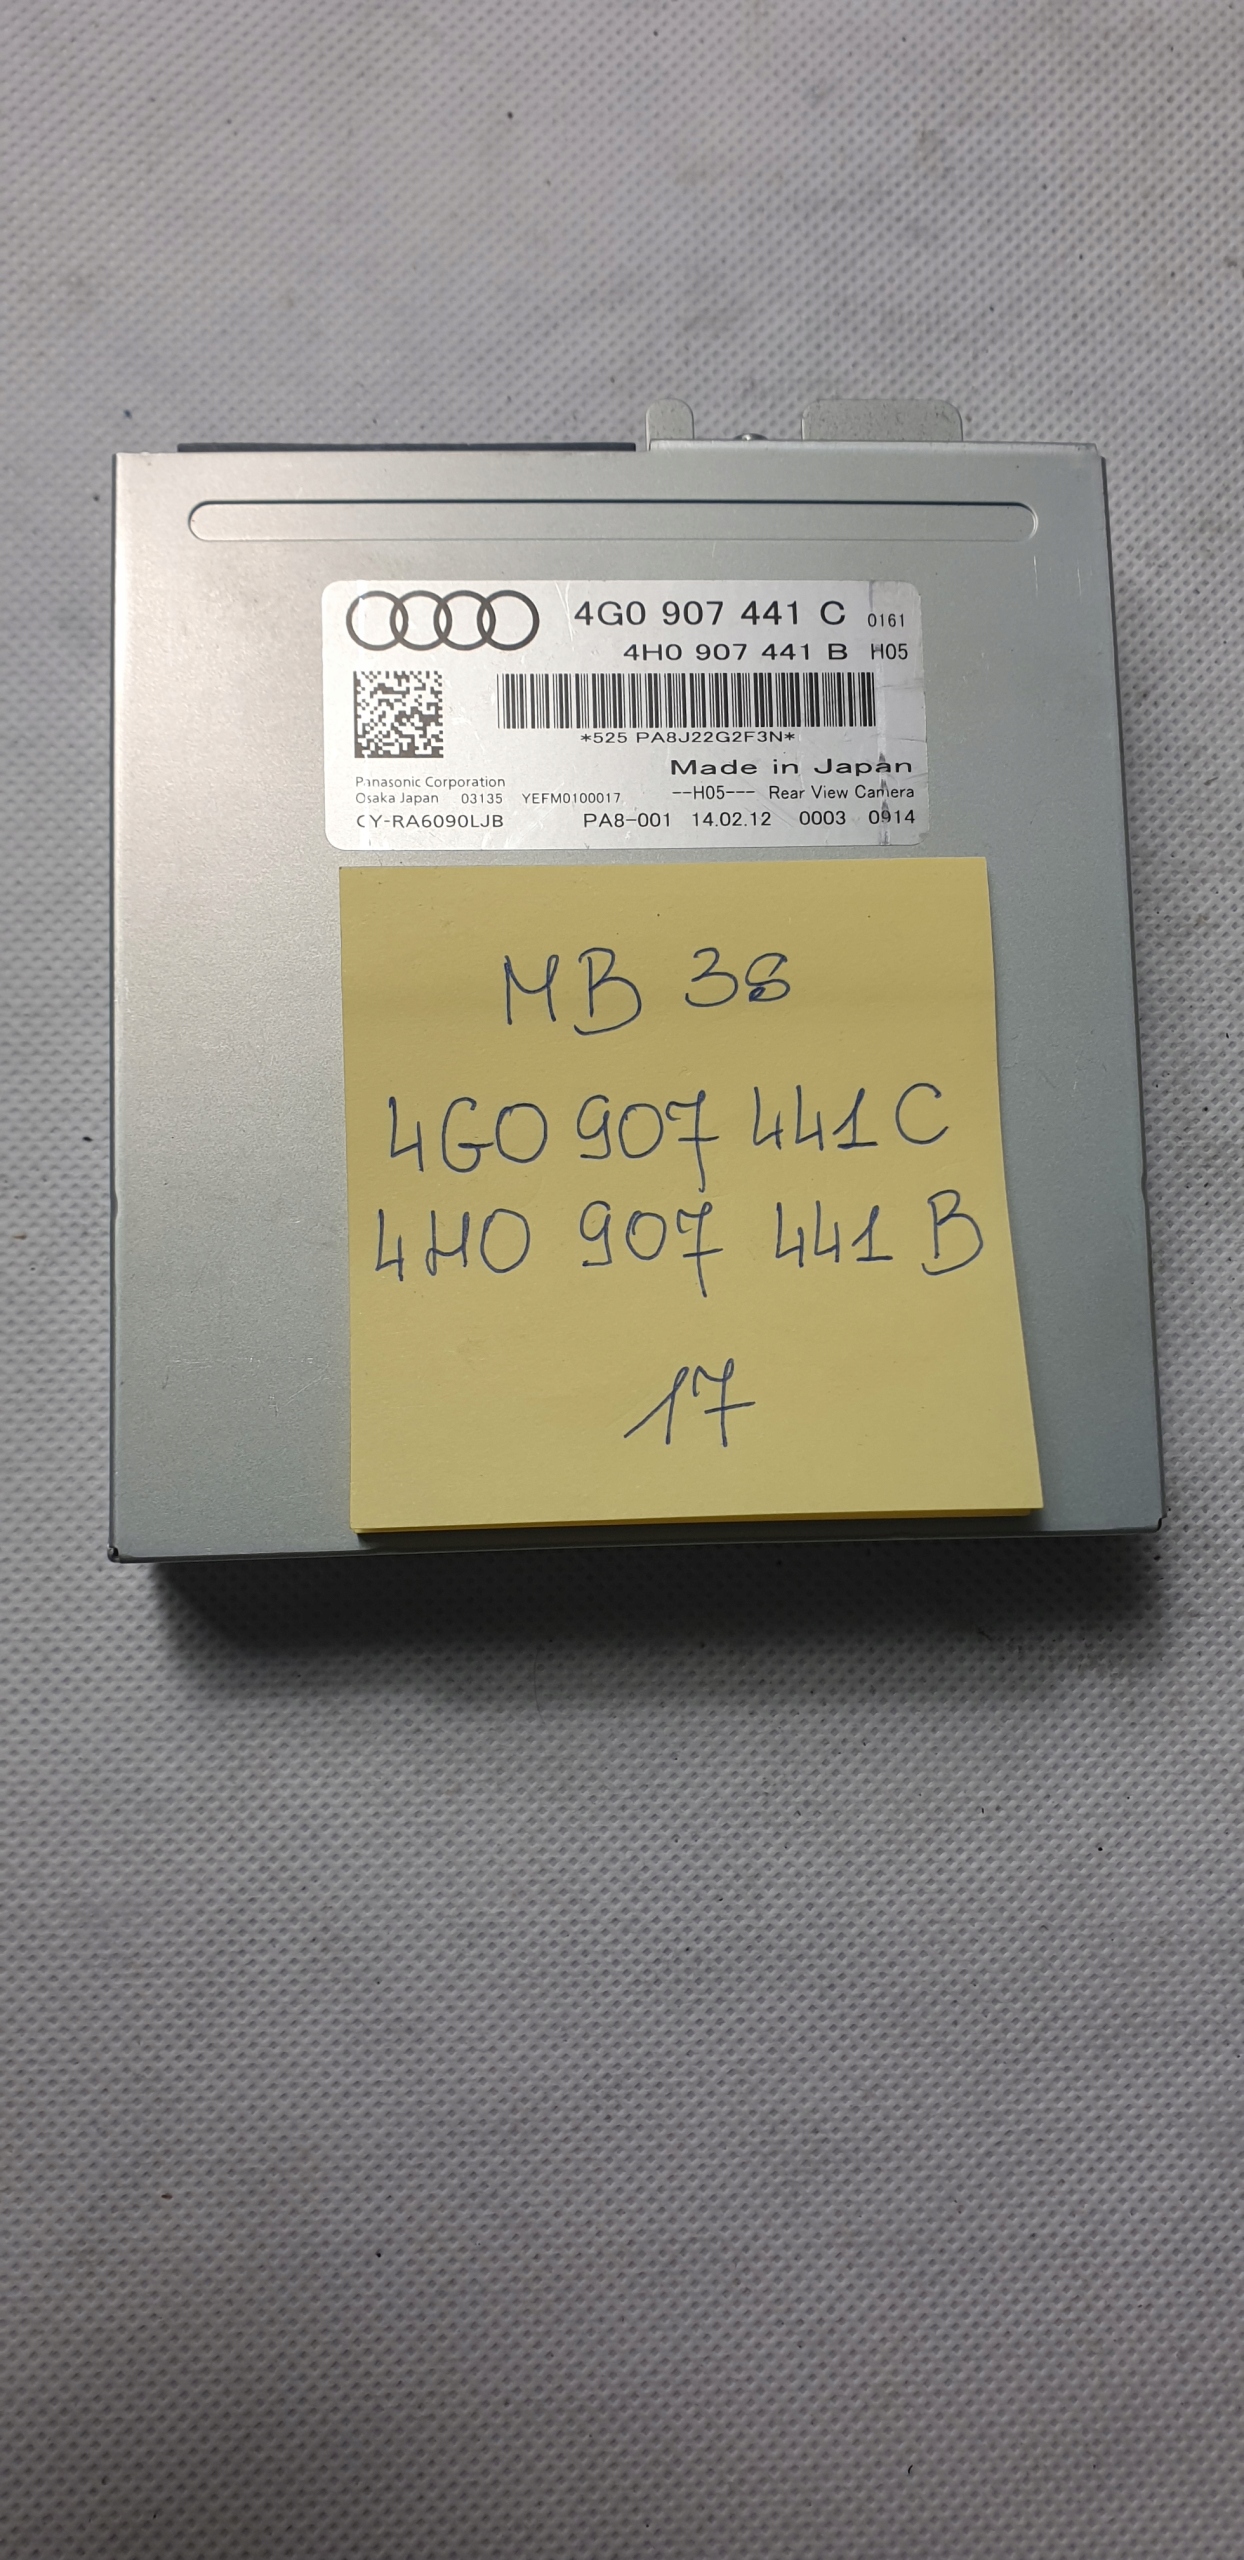 4G0 907 441 C 0161
4H0 907 441 B H05
*525 PA8J22G2F3N*
Made in Japan
Panasonic Corporation
Osaka Japan 03135 YEFM0100017 --H05--- Rear View Camera
CY-RA6090LJB PA8-001 14.02.12 0003 0914
MB 38
4G0 907 441 C
4H0 907 441 B
17